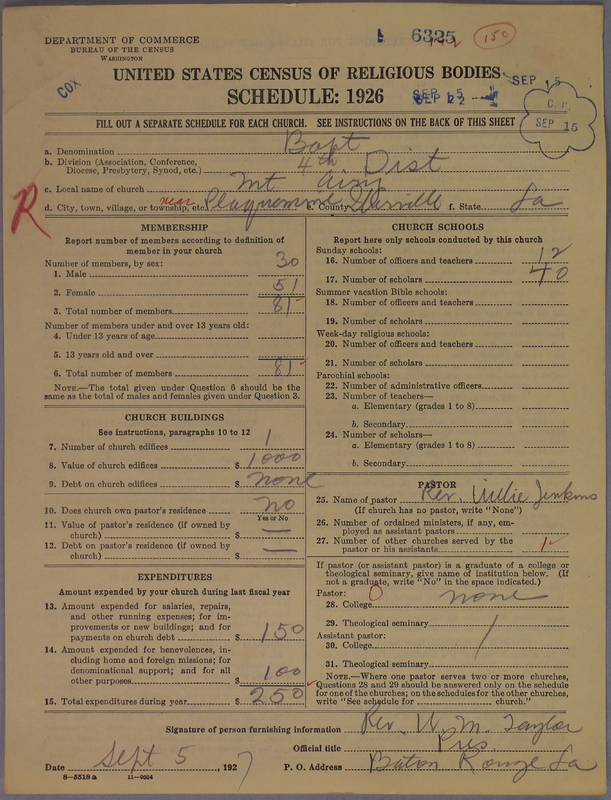 DEPARTMENT OF COMMERCE
BUREAU OF THE CENSUS
WASHINGTON
6325
150
COX
UNITED STATES CENSUS OF RELIGIOUS BODIES
SCHEDULE: 1926
SEP 15
SEP 15
SEP 22
SEP 15
FILL OUT A SEPARATE SCHEDULE FOR EACH CHURCH. SEE INSTRUCTIONS ON THE BACK OF THIS SHEET
a. Denomination Bapt
b. Division (Association, Conference, Diocese, Presbytery, Synod, etc.) 4th Dist
c. Local name of church Mt Airy
R
d. City, town, village, or township, etc. near Plaquemine e. County Iberville f. State La
MEMBERSHIP
Report number of members according to definition of member in your church
Number of members, by sex:
1. Male 30
2. Female 51
3. Total number of members 81
Number of members under and over 13 years old:
4. Under 13 years of age
5. 13 years old and over
6. Total number of members 81
NOTE.—The total given under Question 6 should be the same as the total of males and females given under Question 3.
CHURCH BUILDINGS
See instructions, paragraphs 10 to 12
7. Number of church edifices 1
8. Value of church edifices $ 1000
9. Debt on church edifices $ none
10. Does church own pastor's residence no
Yes or No
11. Value of pastor's residence (if owned by church) $ —
12. Debt on pastor's residence (if owned by church) $ —
EXPENDITURES
Amount expended by your church during last fiscal year
13. Amount expended for salaries, repairs, and other running expenses; for improvements or new buildings; and for payments on church debt $ 150
14. Amount expended for benevolences, including home and foreign missions; for denominational support; and for all other purposes $ 100
15. Total expenditures during year $ 250
CHURCH SCHOOLS
Report here only schools conducted by this church
Sunday schools:
16. Number of officers and teachers 12
17. Number of scholars 40
Summer vacation Bible schools:
18. Number of officers and teachers
19. Number of scholars
Week-day religious schools:
20. Number of officers and teachers
21. Number of scholars
Parochial schools:
22. Number of administrative officers
23. Number of teachers—
a. Elementary (grades 1 to 8)
b. Secondary
24. Number of scholars—
a. Elementary (grades 1 to 8)
b. Secondary
PASTOR
25. Name of pastor Rev. Willie Jenkins
(If church has no pastor, write "None")
26. Number of ordained ministers, if any, employed as assistant pastors
27. Number of other churches served by the pastor or his assistants 1
If pastor (or assistant pastor) is a graduate of a college or theological seminary, give name of institution below. (If not a graduate, write "No" in the space indicated.)
Pastor: 0
28. College none
29. Theological seminary
Assistant pastor:
30. College
31. Theological seminary
NOTE.—Where one pastor serves two or more churches, Questions 28 and 29 should be answered only on the schedule for one of the churches; on the schedules for the other churches, write "See schedule for church."
Signature of person furnishing information Rev. W. M. Taylor
Official title Pres
Date Sept 5, 1927
P. O. Address Baton Rouge La
8—5518 a 11—9004